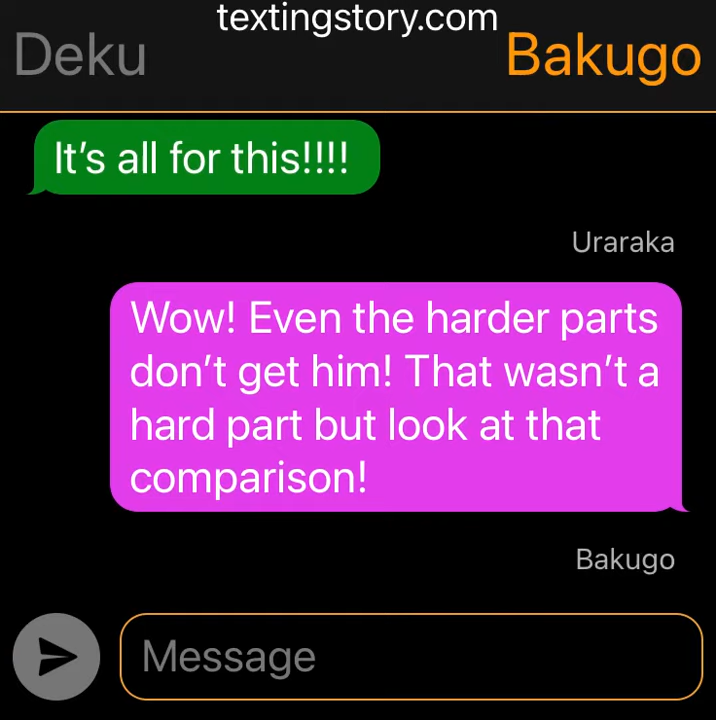 textingstory.com
Deku Bakugo
It’s all for this!!!!
Uraraka
Wow! Even the harder parts
don’t get him! That wasn’t a
hard part but look at that
comparison!
Bakugo
Message